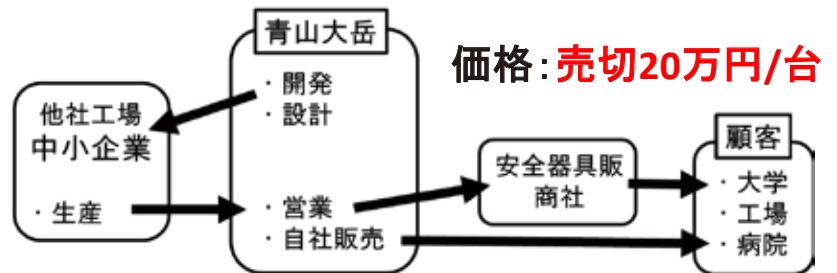 青山大岳
価格：売切20万円/台
・開発
・設計
他社工場
中小企業
・生産
・営業
・自社販売
安全器具販
商社
顧客
・大学
・工場
・病院